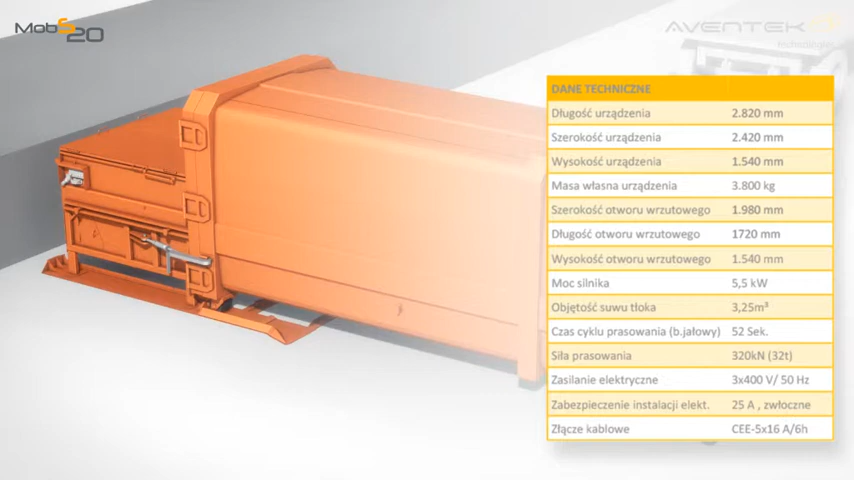 MobS20
AVENTEK
technologies
DANE TECHNICZNE
Długość urządzenia 2.820 mm
Szerokość urządzenia 2.420 mm
Wysokość urządzenia 1.540 mm
Masa własna urządzenia 3.800 kg
Szerokość otworu wrzutowego 1.980 mm
Długość otworu wrzutowego 1720 mm
Wysokość otworu wrzutowego 1.540 mm
Moc silnika 5,5 kW
Objętość suwu tłoka 3,25m³
Czas cyklu prasowania (b.jałowy) 52 Sek.
Siła prasowania 320kN (32t)
Zasilanie elektryczne 3x400 V/ 50 Hz
Zabezpieczenie instalacji elekt. 25 A , zwłoczne
Złącze kablowe CEE-5x16 A/6h